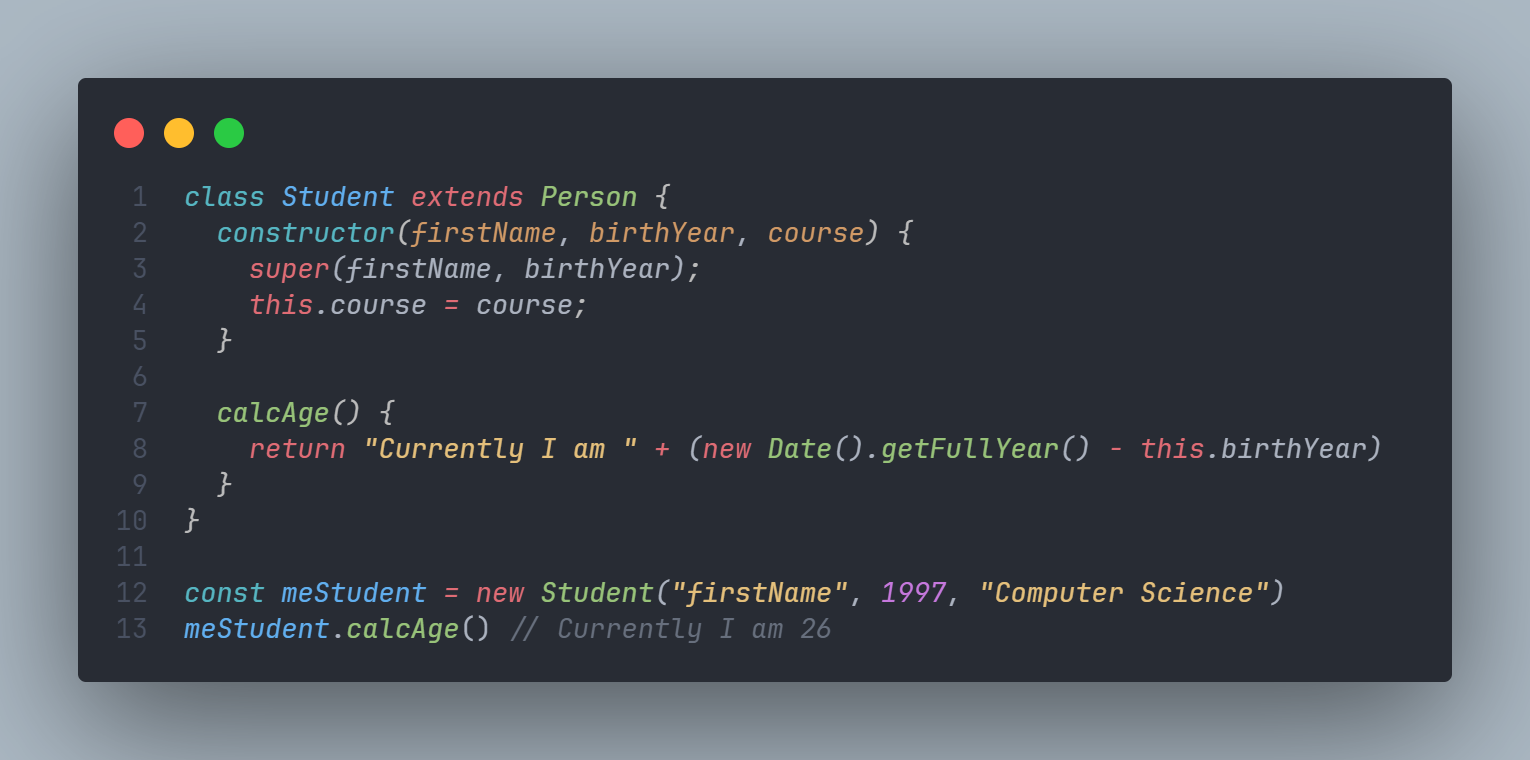 1 class Student extends Person {
2   constructor(firstName, birthYear, course) {
3     super(firstName, birthYear);
4     this.course = course;
5   }
6
7   calcAge() {
8     return "Currently I am " + (new Date().getFullYear() - this.birthYear)
9   }
10 }
11
12 const meStudent = new Student("firstName", 1997, "Computer Science")
13 meStudent.calcAge() // Currently I am 26